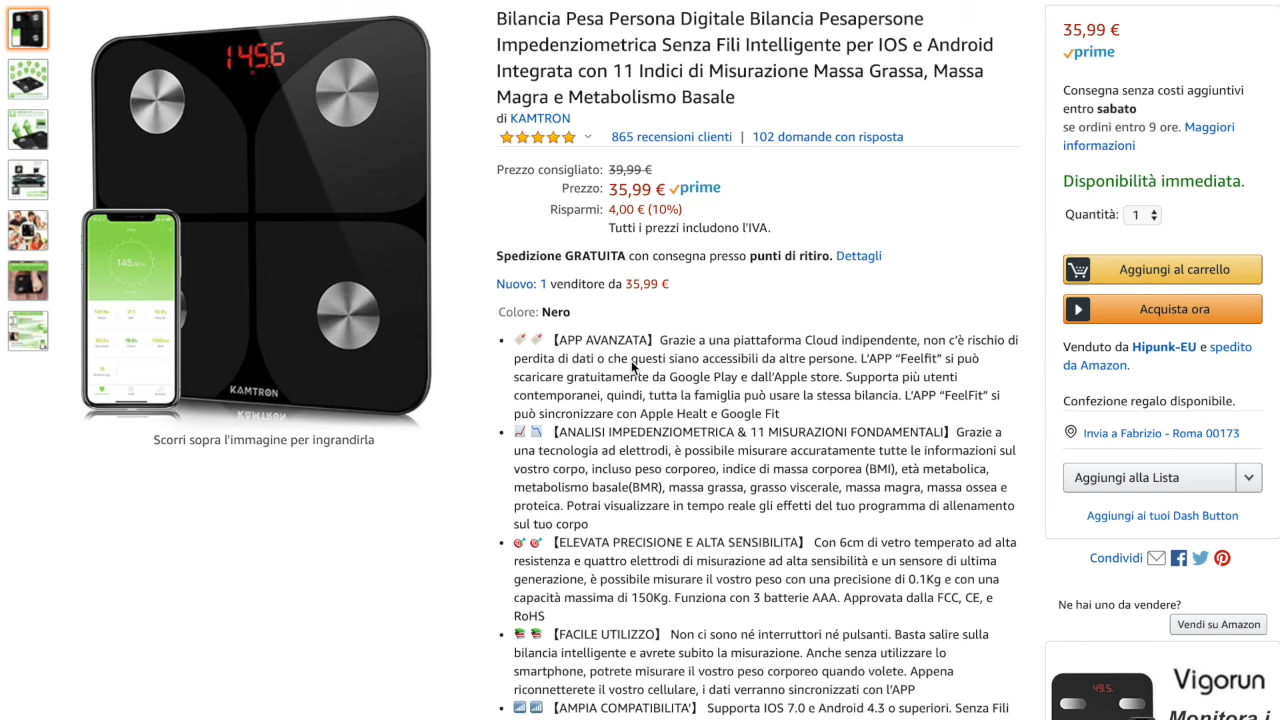 145.6
KAMTRON
Scorri sopra l'immagine per ingrandirla
Bilancia Pesa Persona Digitale Bilancia Pesapersone
Impedenziometrica Senza Fili Intelligente per IOS e Android
Integrata con 11 Indici di Misurazione Massa Grassa, Massa
Magra e Metabolismo Basale
di KAMTRON
865 recensioni clienti | 102 domande con risposta
Prezzo consigliato: 39,99 €
Prezzo: 35,99 € prime
Risparmi: 4,00 € (10%)
Tutti i prezzi includono l'IVA.
Spedizione GRATUITA con consegna presso punti di ritiro. Dettagli
Nuovo: 1 venditore da 35,99 €
Colore: Nero
• 【APP AVANZATA】Grazie a una piattaforma Cloud indipendente, non c'è rischio di
perdita di dati o che questi siano accessibili da altre persone. L'APP “Feelfit” si può
scaricare gratuitamente da Google Play e dall'Apple store. Supporta più utenti
contemporanei, quindi, tutta la famiglia può usare la stessa bilancia. L'APP “FeelFit” si
può sincronizzare con Apple Healt e Google Fit
• 【ANALISI IMPEDENZIOMETRICA & 11 MISURAZIONI FONDAMENTALI】Grazie a
una tecnologia ad elettrodi, è possibile misurare accuratamente tutte le informazioni sul
vostro corpo, incluso peso corporeo, indice di massa corporea (BMI), età metabolica,
metabolismo basale(BMR), massa grassa, grasso viscerale, massa magra, massa ossea e
proteica. Potrai visualizzare in tempo reale gli effetti del tuo programma di allenamento
sul tuo corpo
• 【ELEVATA PRECISIONE E ALTA SENSIBILITA】 Con 6cm di vetro temperato ad alta
resistenza e quattro elettrodi di misurazione ad alta sensibilità e un sensore di ultima
generazione, è possibile misurare il vostro peso con una precisione di 0.1Kg e con una
capacità massima di 150Kg. Funziona con 3 batterie AAA. Approvata dalla FCC, CE, e
RoHS
• 【FACILE UTILIZZO】 Non ci sono né interruttori né pulsanti. Basta salire sulla
bilancia intelligente e avrete subito la misurazione. Anche senza utilizzare lo
smartphone, potrete misurare il vostro peso corporeo quando volete. Appena
riconnetterete il vostro cellulare, i dati verranno sincronizzati con l'APP
• 【AMPIA COMPATIBILITA'】 Supporta IOS 7.0 e Android 4.3 o superiori. Senza Fili
35,99 €
prime
Consegna senza costi aggiuntivi
entro sabato
se ordini entro 9 ore. Maggiori
informazioni
Disponibilità immediata.
Quantità: 1
Aggiungi al carrello
Acquista ora
Venduto da Hipunk-EU e spedito
da Amazon.
Confezione regalo disponibile.
Invia a Fabrizio - Roma 00173
Aggiungi alla Lista
Aggiungi ai tuoi Dash Button
Condividi
Ne hai uno da vendere?
Vendi su Amazon
49.5
Vigorun
Monitora i